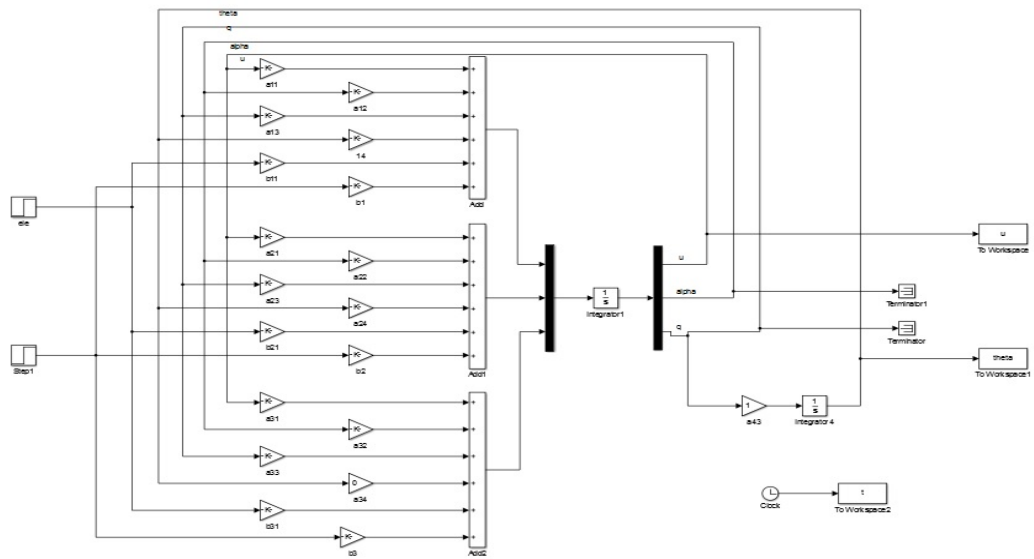 theta
q
alpha
u
-K-
a11
-K-
a12
-K-
a13
-K-
14
-K-
b11
-K-
b1
Add
ele
-K-
a21
-K-
a22
-K-
a23
-K-
a24
-K-
b21
-K-
b2
Add1
Step1
-K-
a31
-K-
a32
-K-
a33
0
a34
-K-
b31
-K-
b3
Add2
1
s
Integrator1
u
alpha
q
u
To Workspace
Terminator1
Terminator
theta
To Workspace1
1
a43
1
s
Integrator4
Clock
t
To Workspace2